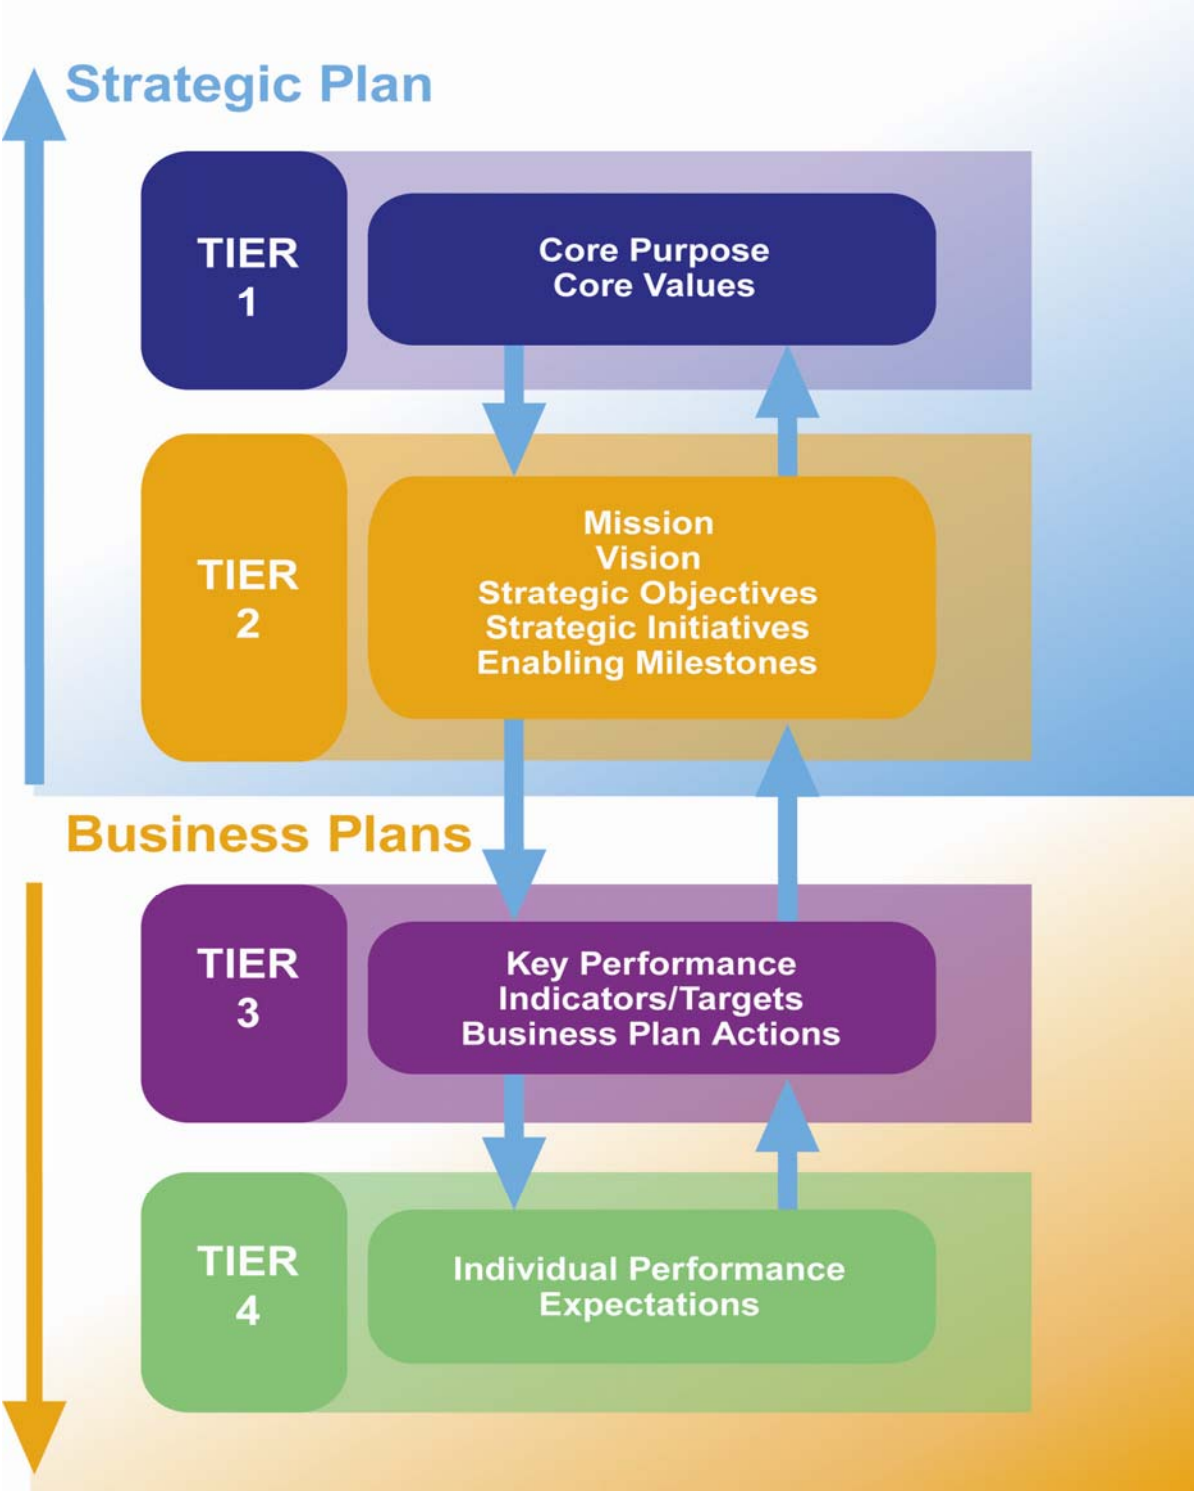 Strategic Plan
TIER
1
Core Purpose
Core Values
TIER
2
Mission
Vision
Strategic Objectives
Strategic Initiatives
Enabling Milestones
Business Plans
TIER
3
Key Performance
Indicators/Targets
Business Plan Actions
TIER
4
Individual Performance
Expectations